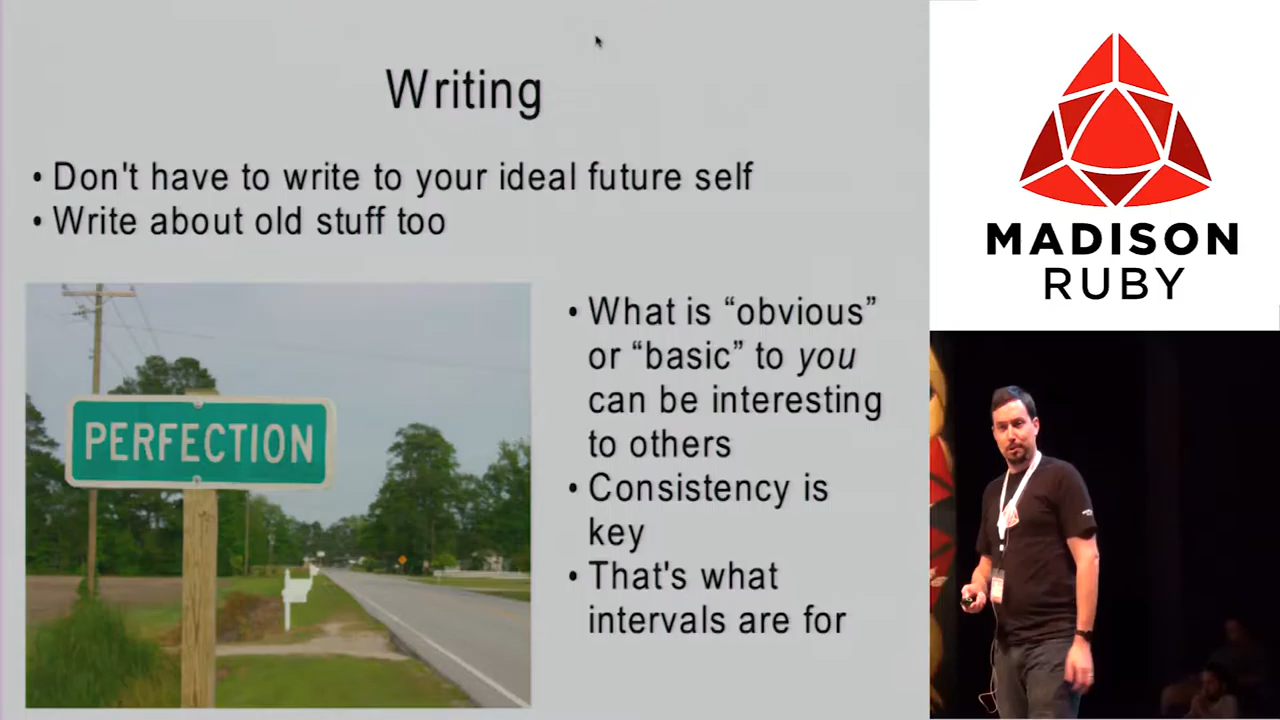 Writing
• Don't have to write to your ideal future self
• Write about old stuff too
PERFECTION
• What is “obvious”
or “basic” to you
can be interesting
to others
• Consistency is
key
• That's what
intervals are for
MADISON
RUBY